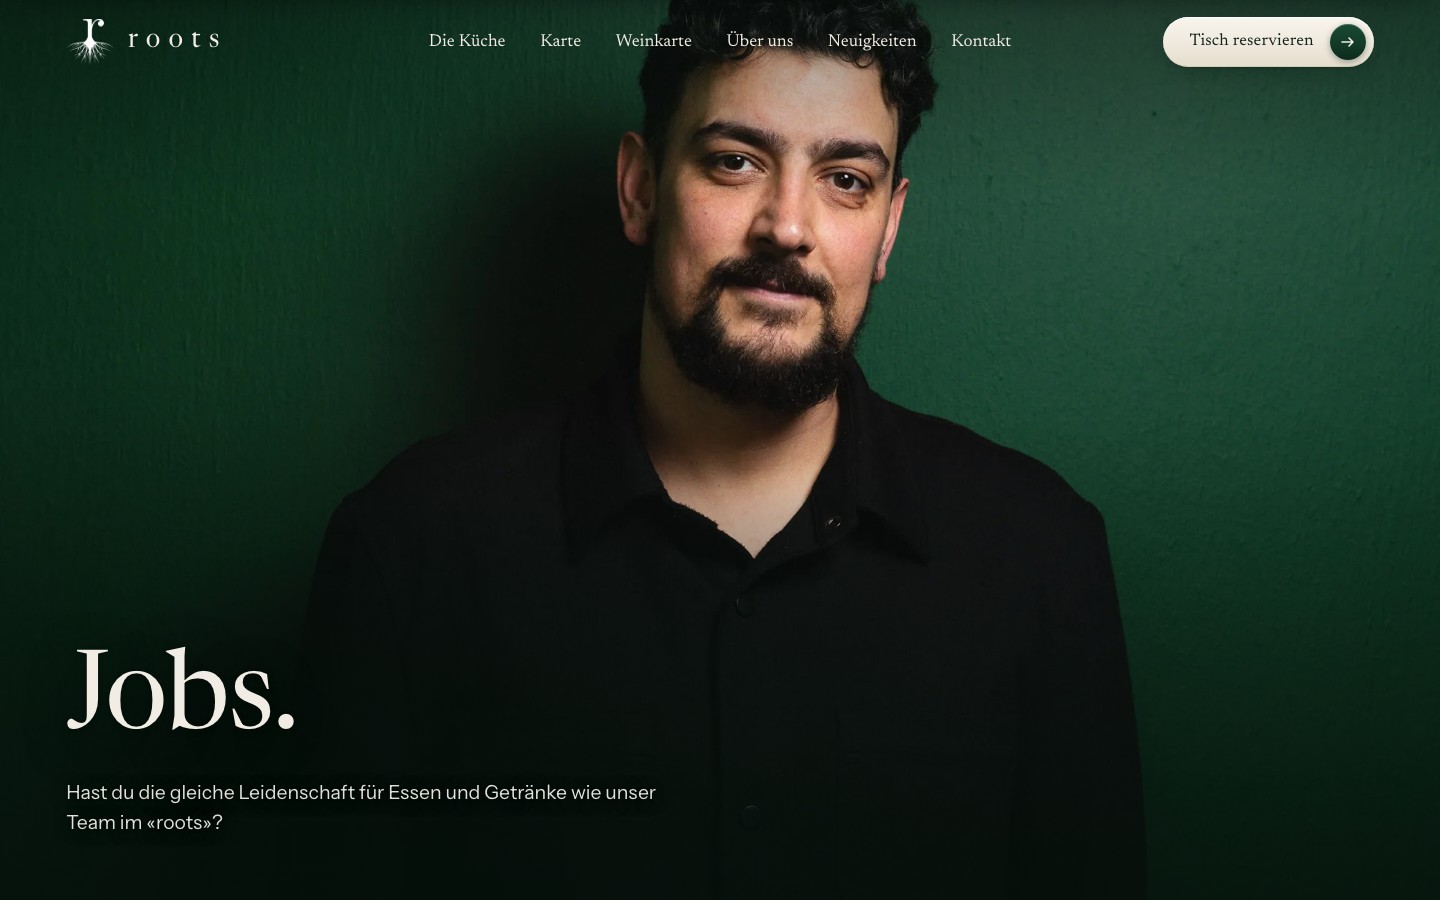 r
roots
Die Küche
Karte
Weinkarte
Über uns
Neuigkeiten
Kontakt
Tisch reservieren
Jobs.
Hast du die gleiche Leidenschaft für Essen und Getränke wie unser
Team im «roots»?